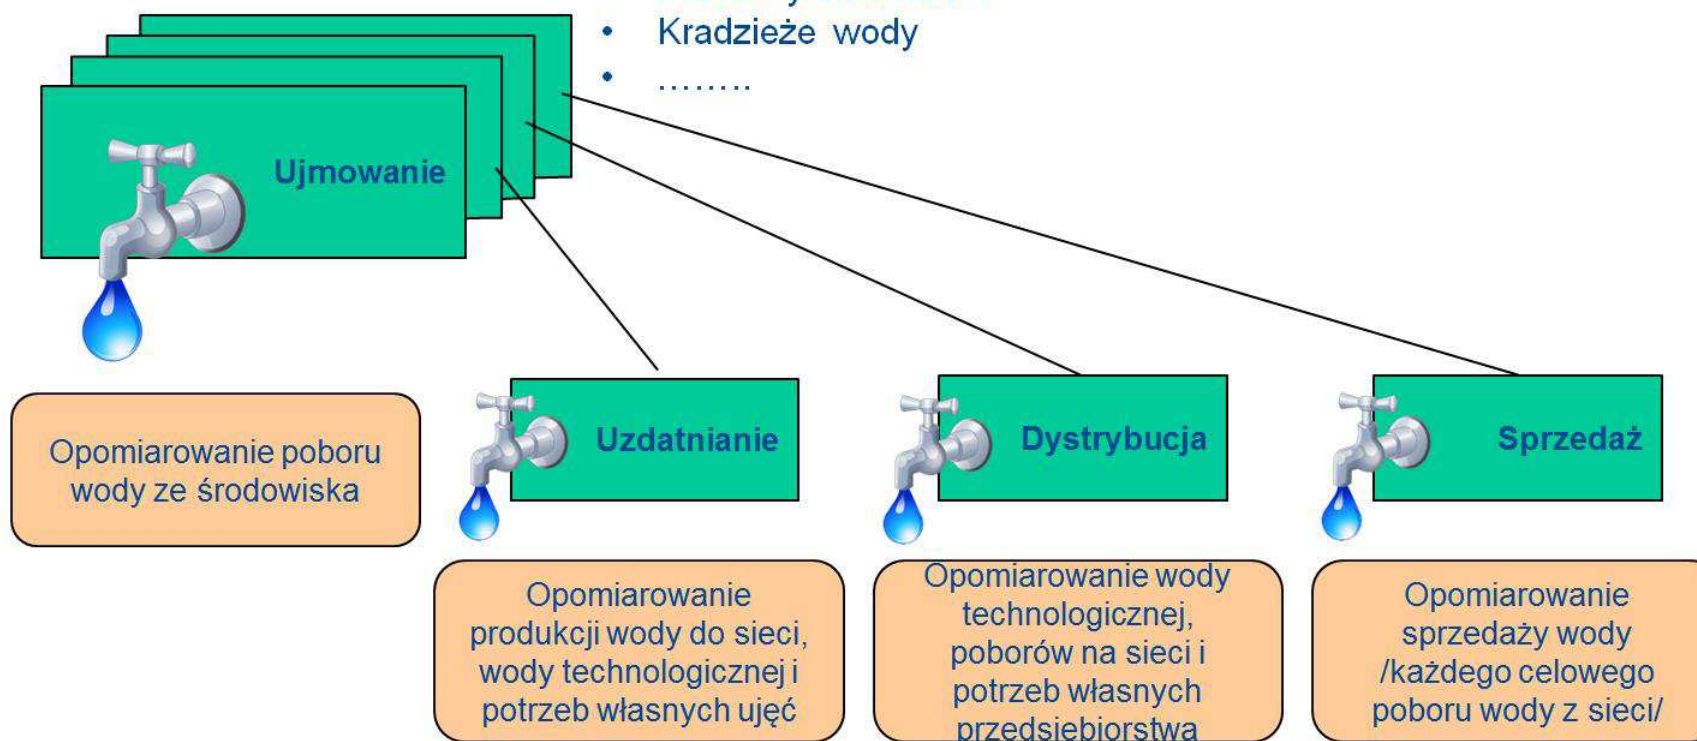 • Kradzieże wody
• ........
Ujmowanie
Opomiarowanie poboru
wody ze środowiska
Uzdatnianie
Dystrybucja
Sprzedaż
Opomiarowanie
produkcji wody do sieci,
wody technologicznej i
potrzeb własnych ujęć
Opomiarowanie wody
technologicznej,
poborów na sieci i
potrzeb własnych
przedsiębiorstwa
Opomiarowanie
sprzedaży wody
/każdego celowego
poboru wody z sieci/